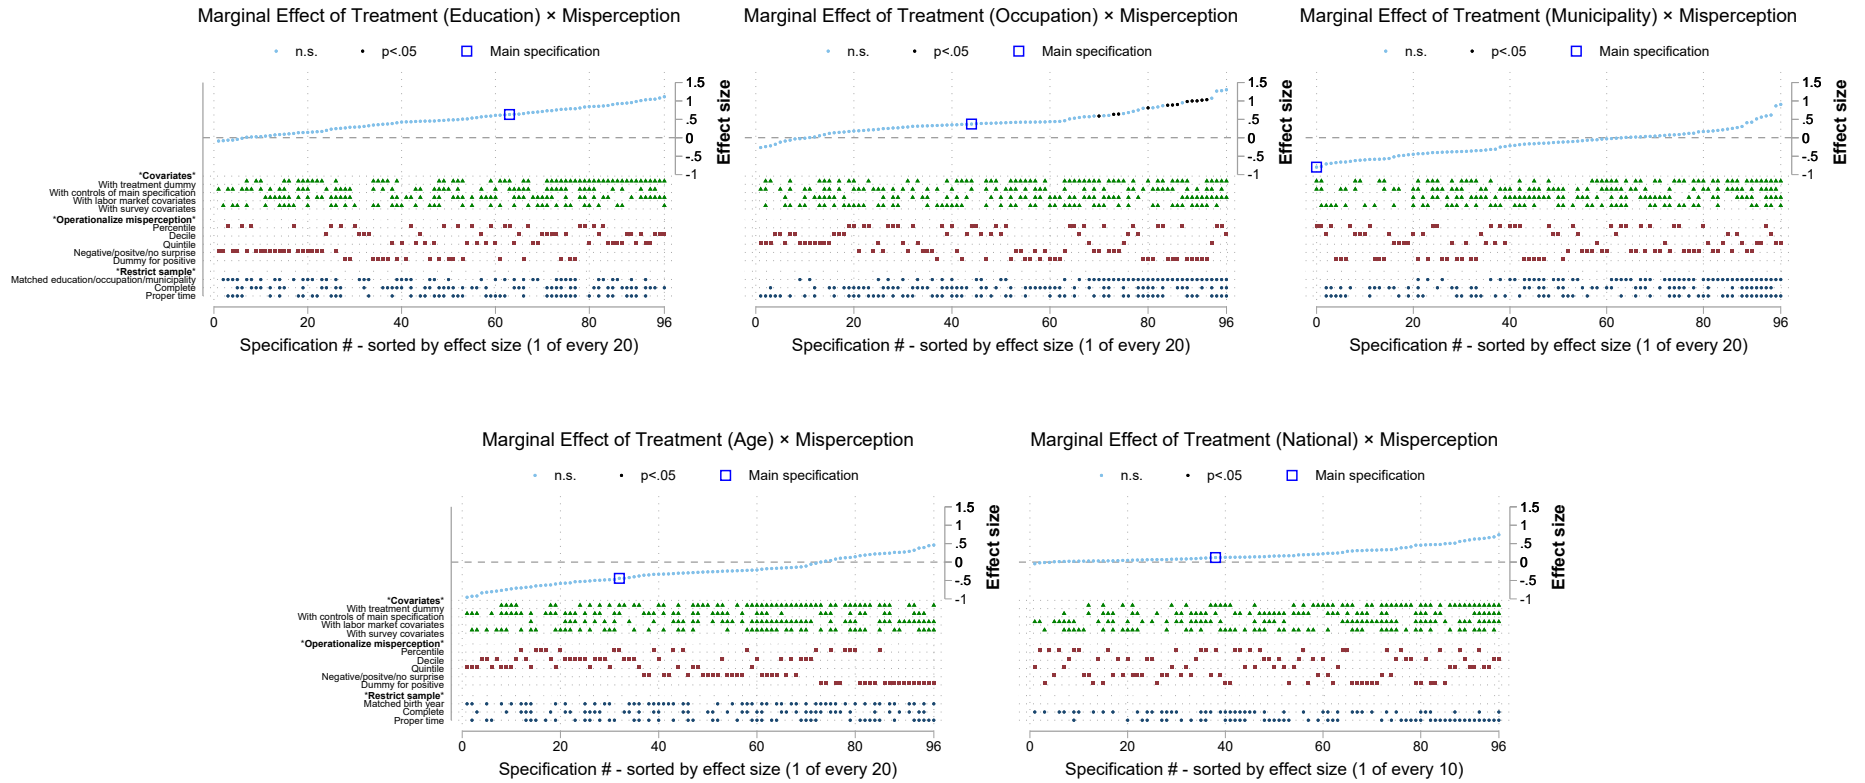 Marginal Effect of Treatment (Education) × Misperception
n.s. p<.05 Main specification
1.5
1
.5
0
-.5
-1
Effect size
*Covariates*
With treatment dummy
With controls of main specification
With labor market covariates
With survey covariates
*Operationalize misperception*
Percentile
Decile
Quintile
Negative/positve/no surprise
Dummy for positive
*Restrict sample*
Matched education/occupation/municipality
Complete
Proper time
0 20 40 60 80 96
Specification # - sorted by effect size (1 of every 20)
Marginal Effect of Treatment (Occupation) × Misperception
n.s. p<.05 Main specification
1.5
1
.5
0
-.5
-1
Effect size
0 20 40 60 80 96
Specification # - sorted by effect size (1 of every 20)
Marginal Effect of Treatment (Municipality) × Misperception
n.s. p<.05 Main specification
1.5
1
.5
0
-.5
-1
Effect size
0 20 40 60 80 96
Specification # - sorted by effect size (1 of every 20)
Marginal Effect of Treatment (Age) × Misperception
n.s. p<.05 Main specification
1.5
1
.5
0
-.5
-1
Effect size
*Covariates*
With treatment dummy
With controls of main specification
With labor market covariates
With survey covariates
*Operationalize misperception*
Percentile
Decile
Quintile
Negative/positve/no surprise
Dummy for positive
*Restrict sample*
Matched birth year
Complete
Proper time
0 20 40 60 80 96
Specification # - sorted by effect size (1 of every 20)
Marginal Effect of Treatment (National) × Misperception
n.s. p<.05 Main specification
1.5
1
.5
0
-.5
-1
Effect size
0 20 40 60 80 96
Specification # - sorted by effect size (1 of every 10)